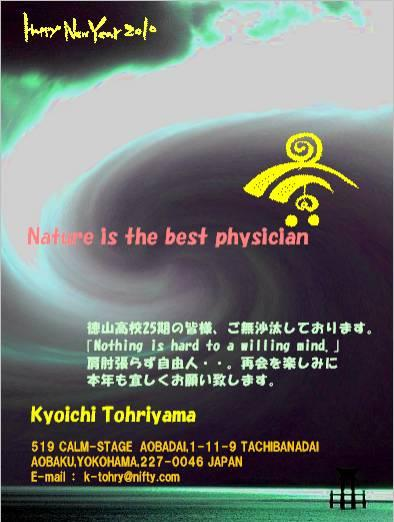 Happy New Year 2010
Nature is the best physician
徳山高校25期の皆様、ご無沙汰しております。
「Nothing is hard to a willing mind.」
肩肘張らず自由人・・。再会を楽しみに
本年も宜しくお願い致します。
Kyoichi Tohriyama
519 CALM-STAGE AOBADAI,1-11-9 TACHIBANADAI
AOBAKU,YOKOHAMA,227-0046 JAPAN
E-mail : k-tohry@nifty.com